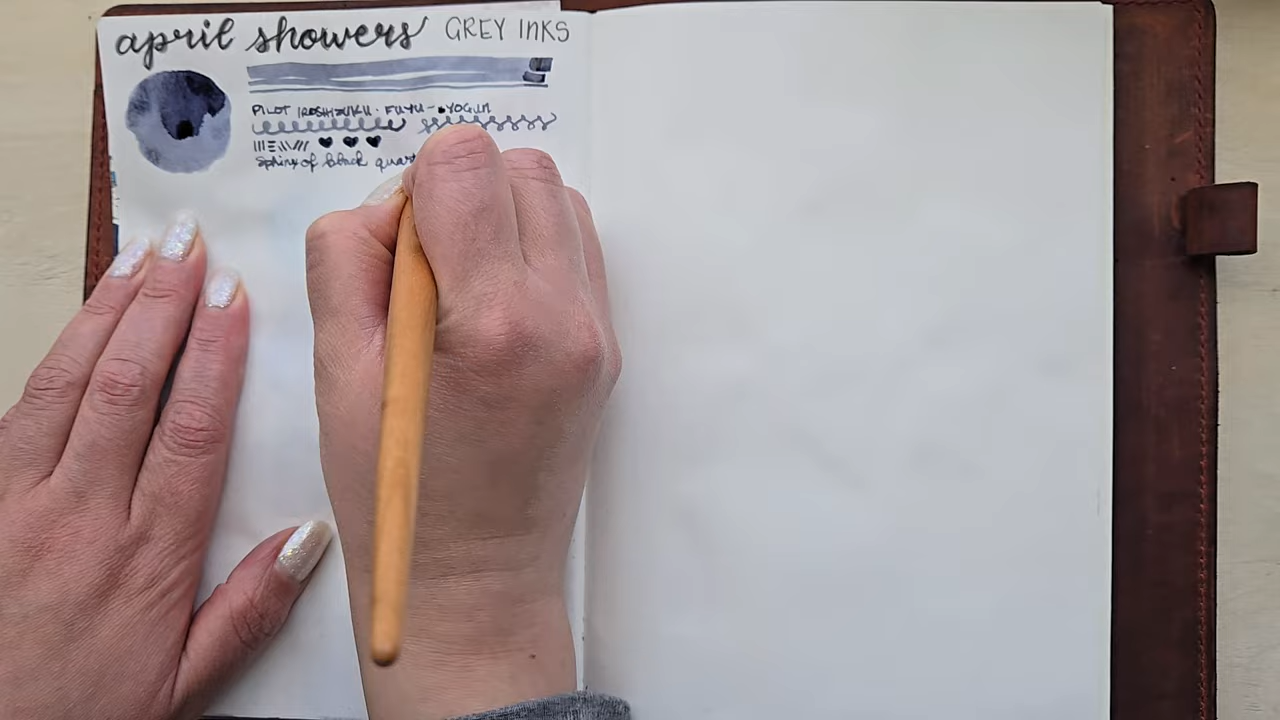 april showers GREY INKS
PILOT IROSHIZUKU · FUYU-SYOGUN
Sphinx of black quart